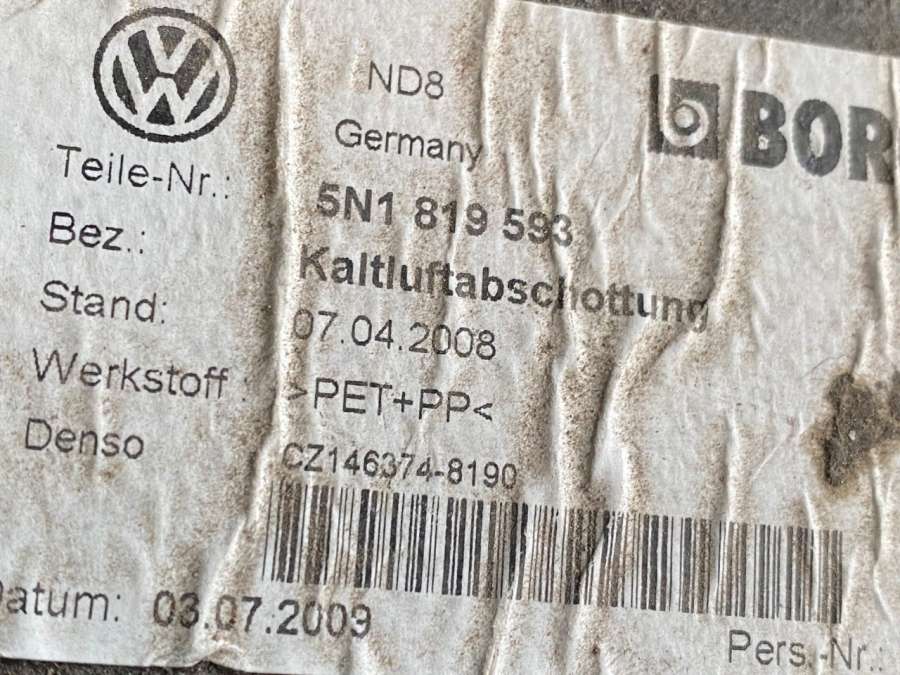 ND8
BOR
Germany
Teile-Nr.: 5N1 819 593
Bez.: Kaltluftabschottung
Stand: 07.04.2008
Werkstoff : >PET+PP<
Denso CZ146374-8190
Datum: 03.07.2009
Pers.-Nr.: